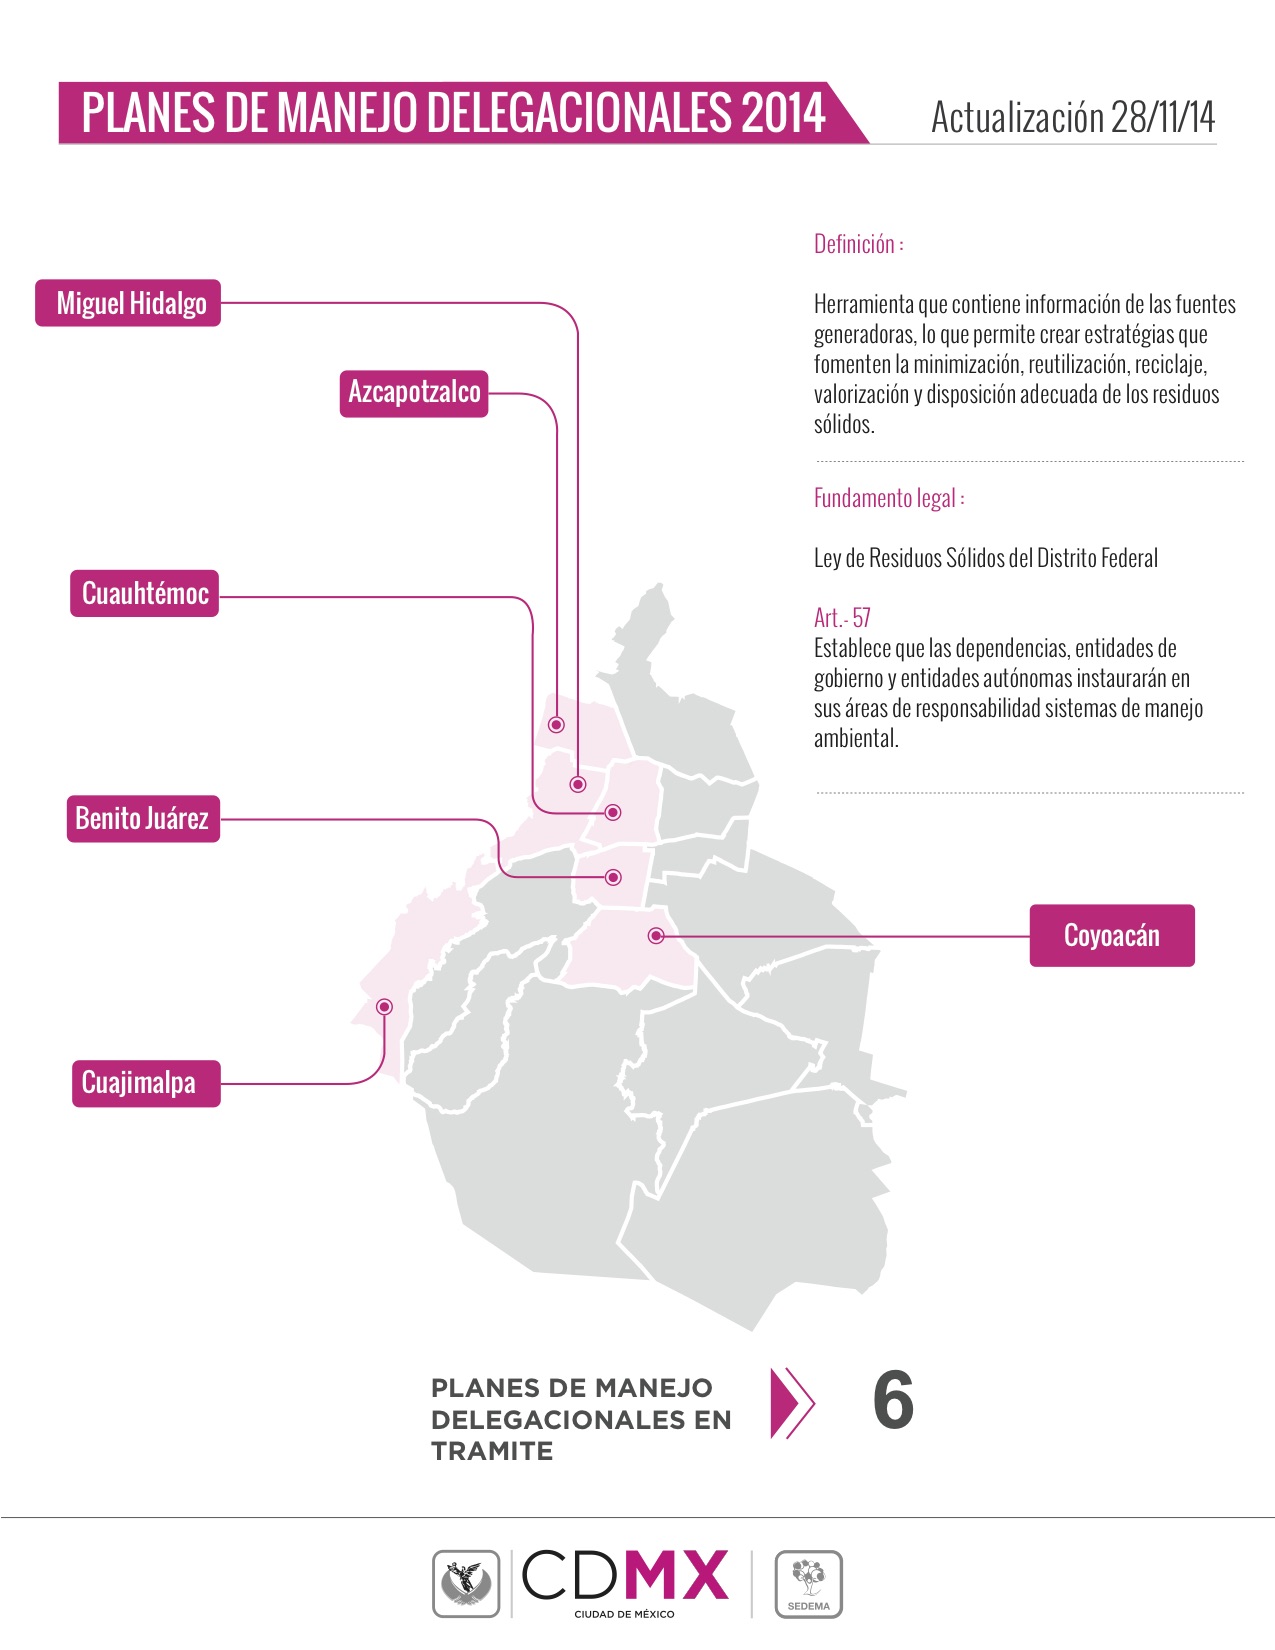 PLANES DE MANEJO DELEGACIONALES 2014
Actualización 28/11/14
Definición :
Herramienta que contiene información de las fuentes
generadoras, lo que permite crear estratégias que
fomenten la minimización, reutilización, reciclaje,
valorización y disposición adecuada de los residuos
sólidos.
Fundamento legal :
Ley de Residuos Sólidos del Distrito Federal
Art.- 57
Establece que las dependencias, entidades de
gobierno y entidades autónomas instaurarán en
sus áreas de responsabilidad sistemas de manejo
ambiental.
Miguel Hidalgo
Azcapotzalco
Cuauhtémoc
Benito Juárez
Coyoacán
Cuajimalpa
PLANES DE MANEJO
DELEGACIONALES EN
TRAMITE
6
CDMX
CIUDAD DE MÉXICO
SEDEMA